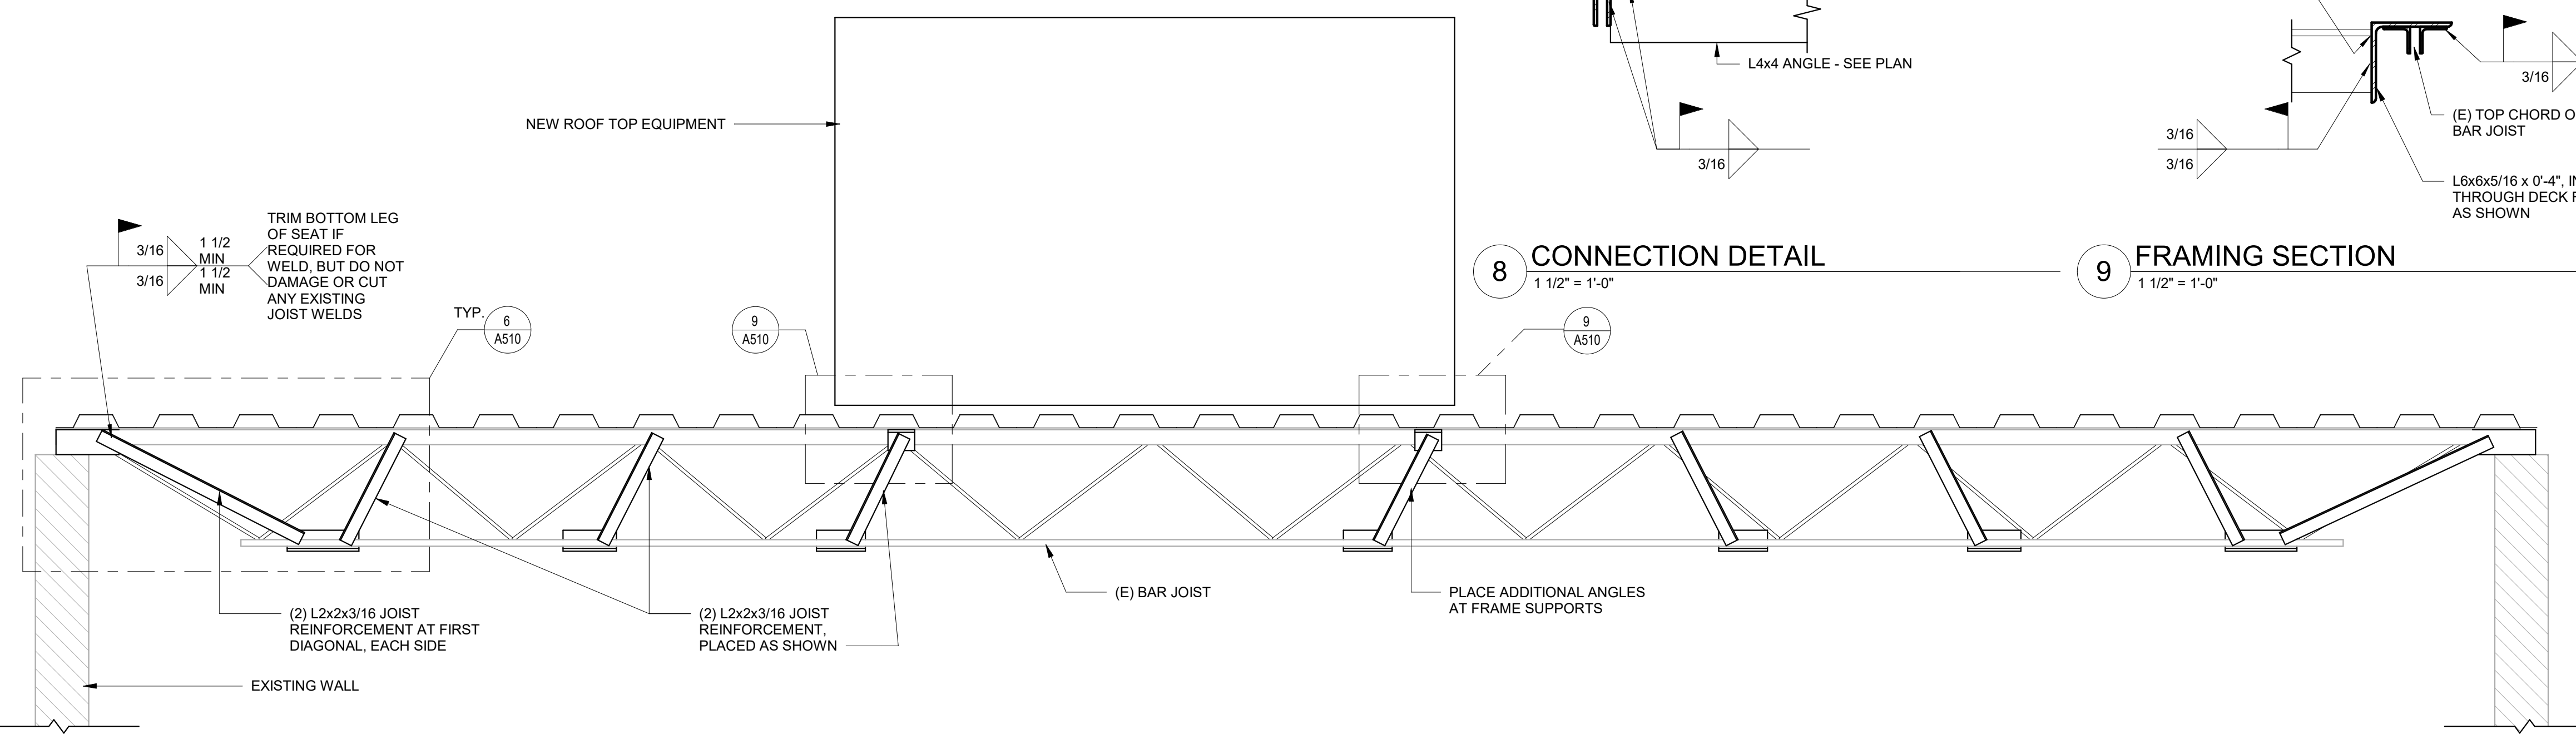 L4x4 ANGLE - SEE PLAN
3/16
3/16
(E) TOP CHORD O
BAR JOIST
3/16
3/16
L6x6x5/16 x 0'-4", IN
THROUGH DECK F
AS SHOWN
NEW ROOF TOP EQUIPMENT
8 CONNECTION DETAIL
1 1/2" = 1'-0"
9 FRAMING SECTION
1 1/2" = 1'-0"
3/16
3/16
1 1/2
MIN
1 1/2
MIN
TRIM BOTTOM LEG
OF SEAT IF
REQUIRED FOR
WELD, BUT DO NOT
DAMAGE OR CUT
ANY EXISTING
JOIST WELDS
TYP.
6
A510
9
A510
9
A510
(2) L2x2x3/16 JOIST
REINFORCEMENT AT FIRST
DIAGONAL, EACH SIDE
(2) L2x2x3/16 JOIST
REINFORCEMENT,
PLACED AS SHOWN
(E) BAR JOIST
PLACE ADDITIONAL ANGLES
AT FRAME SUPPORTS
EXISTING WALL